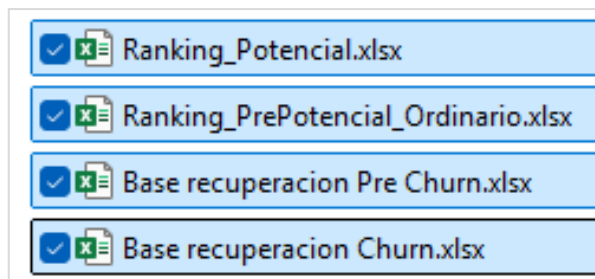 Ranking_Potencial.xlsx
Ranking_PrePotencial_Ordinario.xlsx
Base recuperacion Pre Churn.xlsx
Base recuperacion Churn.xlsx